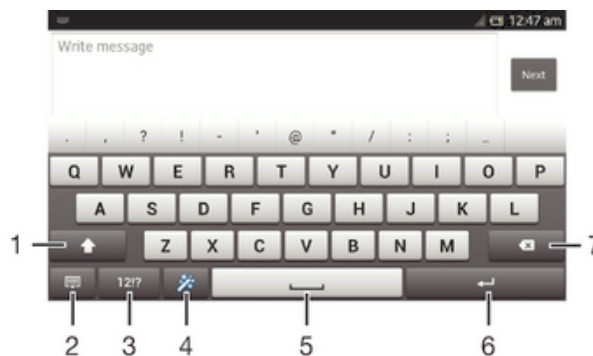 12:47 am
Write message
Next
. , ? ! - ' @ " / : ; _
Q W E R T Y U I O P
A S D F G H J K L
1 Z X C V B N M 7
12!?
2 3 4 5 6